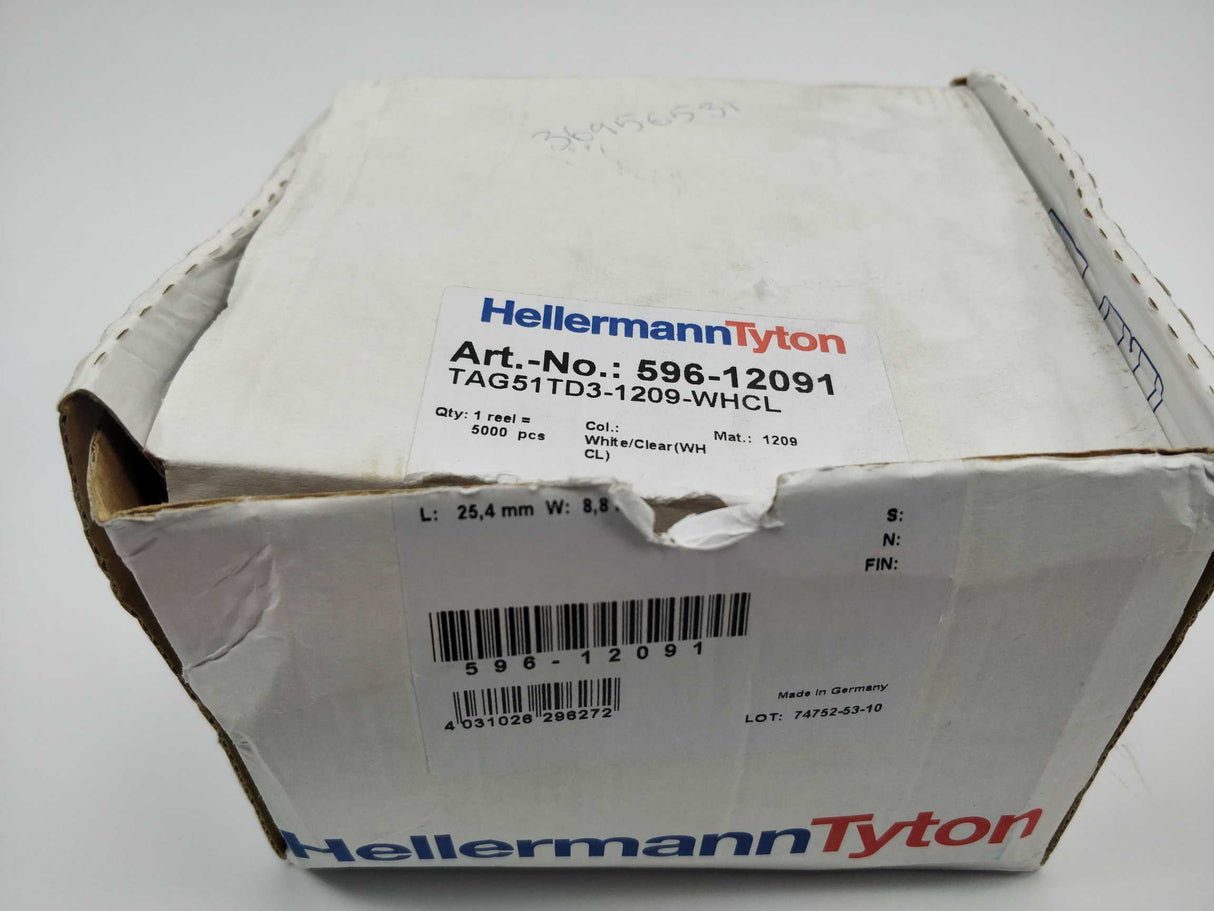 36956531
HellermannTyton
Art.-No.: 596-12091
TAG51TD3-1209-WHCL
Qty: 1 reel =
5000 pcs
Col.:
White/Clear(WH
CL)
Mat.: 1209
L: 25,4 mm W: 8,8
S:
N:
FIN:
596-12091
4 031026 296272
Made in Germany
LOT: 74752-53-10
HellermannTyton